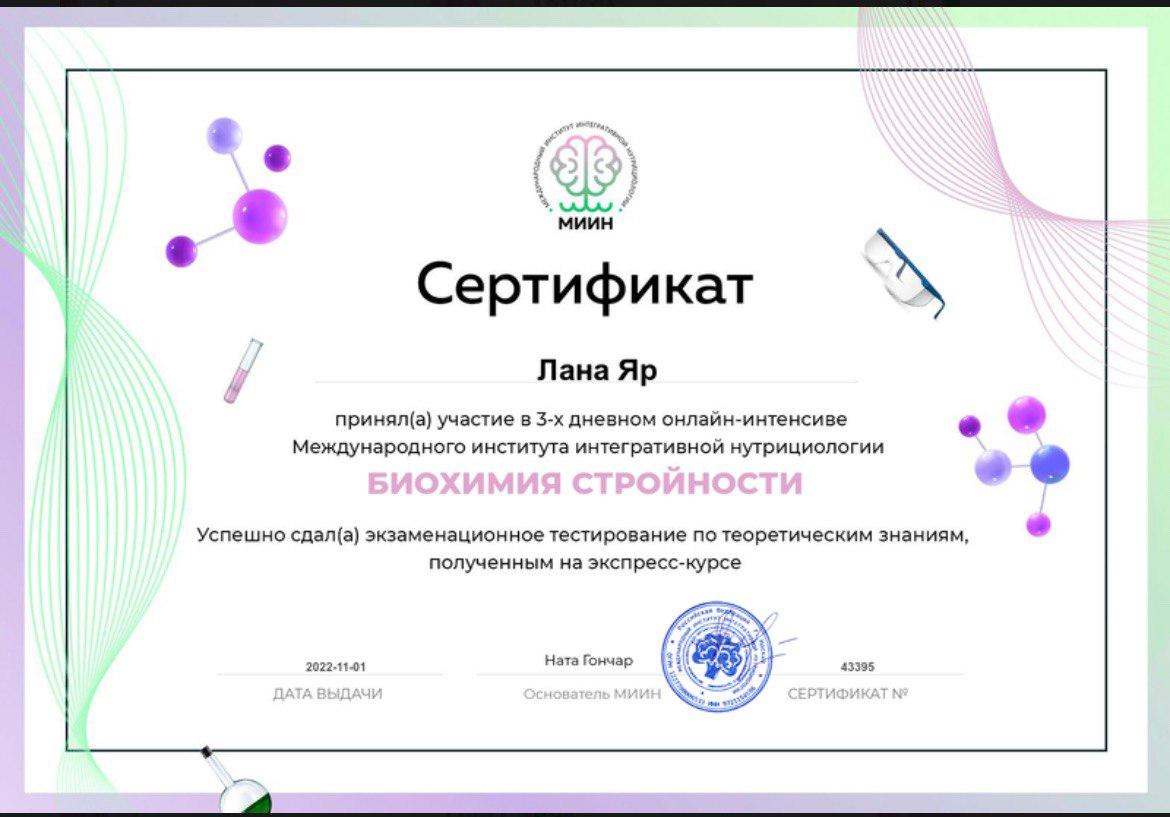 МЕЖДУНАРОДНЫЙ ИНСТИТУТ ИНТЕГРАТИВНОЙ НУТРИЦИОЛОГИИ
МИИН
Сертификат
Лана Яр
принял(а) участие в 3-х дневном онлайн-интенсиве
Международного института интегративной нутрициологии
БИОХИМИЯ СТРОЙНОСТИ
Успешно сдал(а) экзаменационное тестирование по теоретическим знаниям,
полученным на экспресс-курсе
2022-11-01
ДАТА ВЫДАЧИ
Ната Гончар
Основатель МИИН
Российская Федерация
43395
СЕРТИФИКАТ №